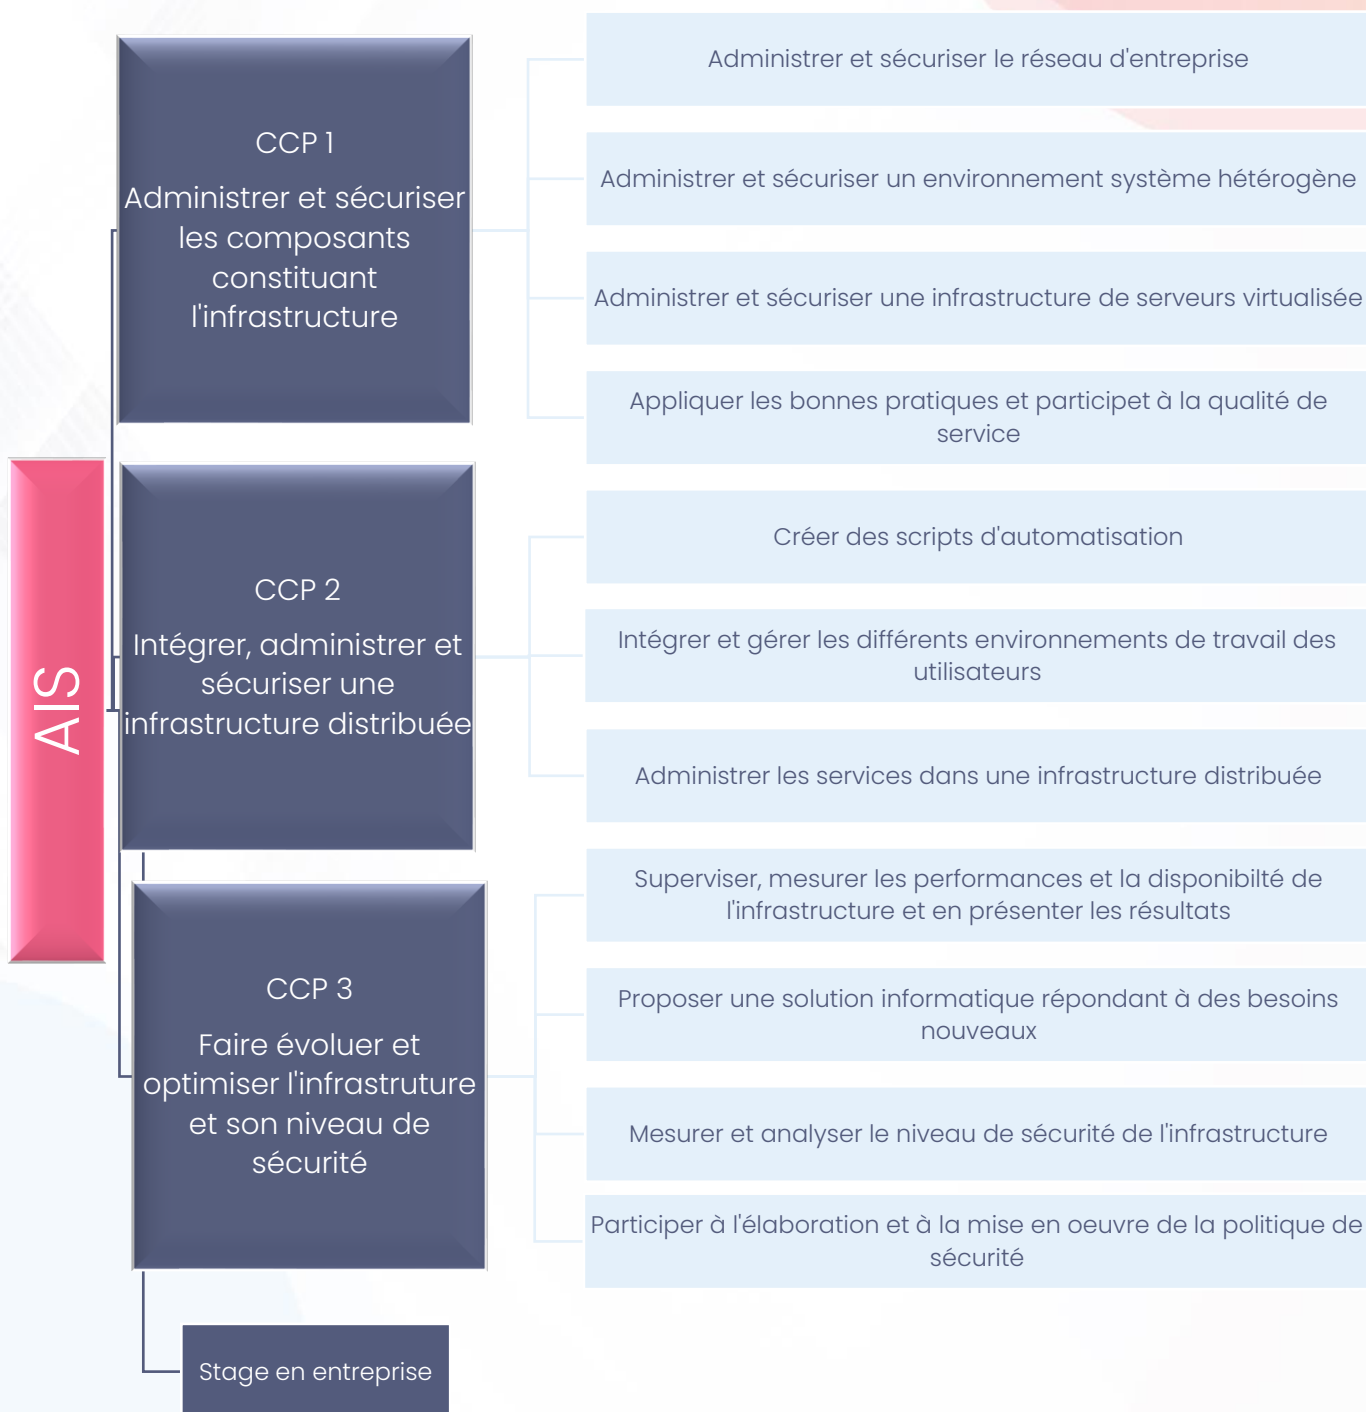 AIS
CCP 1
Administrer et sécuriser
les composants
constituant
l'infrastructure
Administrer et sécuriser le réseau d'entreprise
Administrer et sécuriser un environnement système hétérogène
Administrer et sécuriser une infrastructure de serveurs virtualisée
Appliquer les bonnes pratiques et participet à la qualité de
service
CCP 2
Intégrer, administrer et
sécuriser une
infrastructure distribuée
Créer des scripts d'automatisation
Intégrer et gérer les différents environnements de travail des
utilisateurs
Administrer les services dans une infrastructure distribuée
CCP 3
Faire évoluer et
optimiser l'infrastruture
et son niveau de
sécurité
Superviser, mesurer les performances et la disponibilté de
l'infrastructure et en présenter les résultats
Proposer une solution informatique répondant à des besoins
nouveaux
Mesurer et analyser le niveau de sécurité de l'infrastructure
Participer à l'élaboration et à la mise en oeuvre de la politique de
sécurité
Stage en entreprise